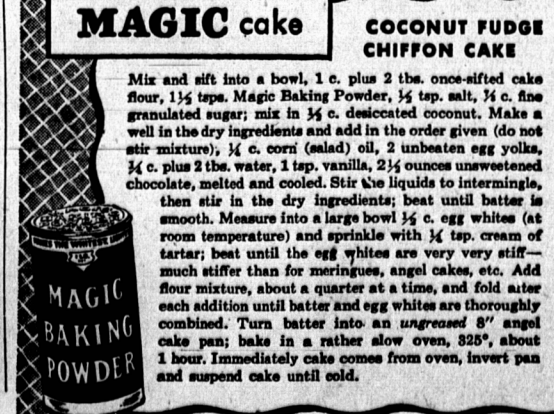 MAGIC cake
COCONUT FUDGE
CHIFFON CAKE
Mix and sift into a bowl, 1 c. plus 2 tbs. once-sifted cake
flour, 1½ tsps. Magic Baking Powder, ½ tsp. salt, ¾ c. fine
granulated sugar; mix in ½ c. desiccated coconut. Make a
well in the dry ingredients and add in the order given (do not
stir mixture), ¼ c. corn (salad) oil, 2 unbeaten egg yolks,
¼ c. plus 2 tbs. water, 1 tsp. vanilla, 2½ ounces unsweetened
chocolate, melted and cooled. Stir the liquids to intermingle,
then stir in the dry ingredients; beat until batter is
smooth. Measure into a large bowl ½ c. egg whites (at
room temperature) and sprinkle with ¼ tsp. cream of
tartar; beat until the egg whites are very very stiff—
much stiffer than for meringues, angel cakes, etc. Add
flour mixture, about a quarter at a time, and fold after
each addition until batter and egg whites are thoroughly
combined. Turn batter into an ungreased 8" angel
cake pan; bake in a rather slow oven, 325°, about
1 hour. Immediately cake comes from oven, invert pan
and suspend cake until cold.
MAGIC
BAKING
POWDER